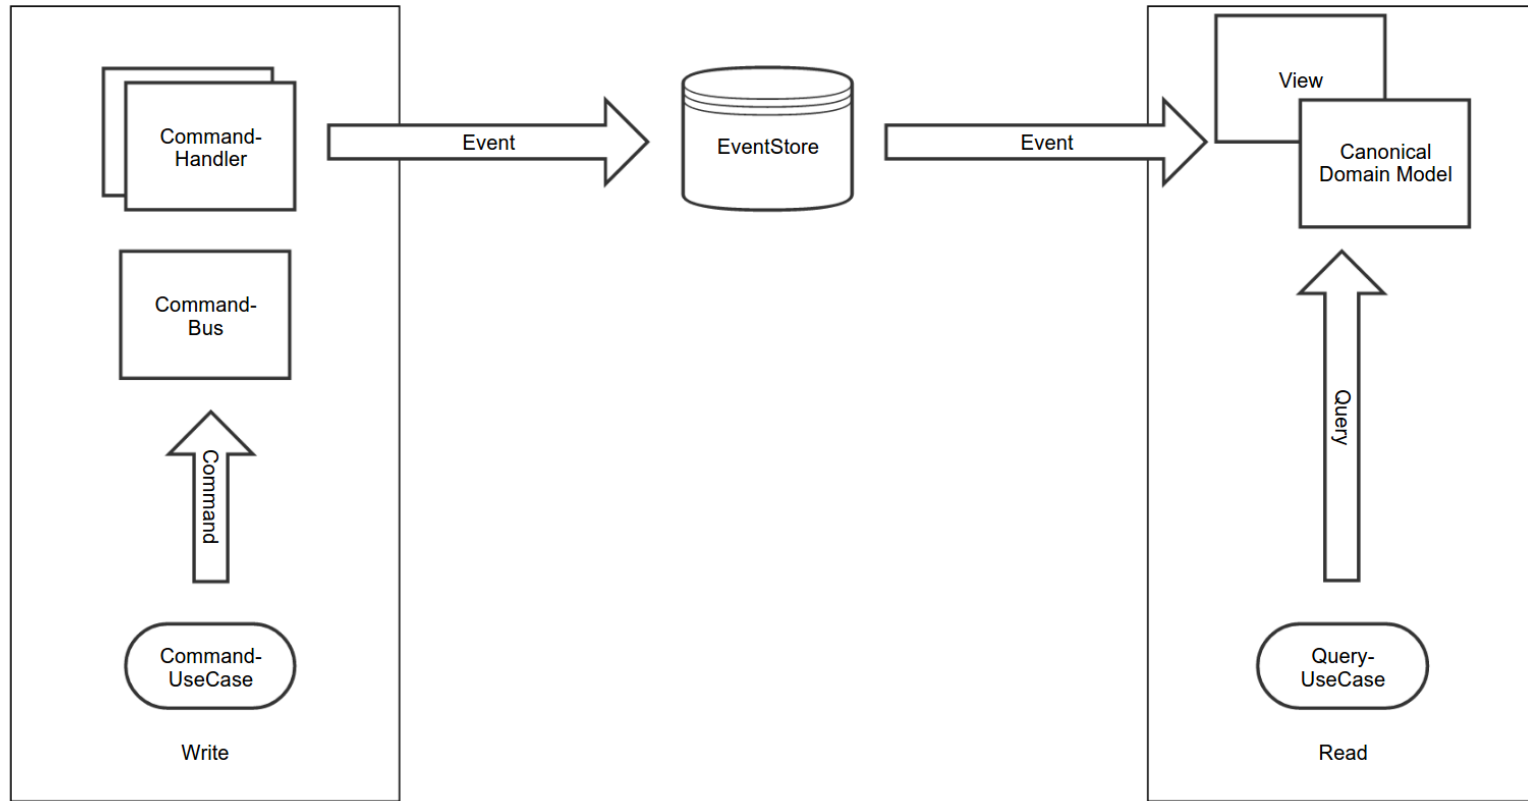 Command-
Handler
Event
EventStore
Event
View
Canonical
Domain Model
Command-
Bus
Command
Query
Command-
UseCase
Query-
UseCase
Write
Read